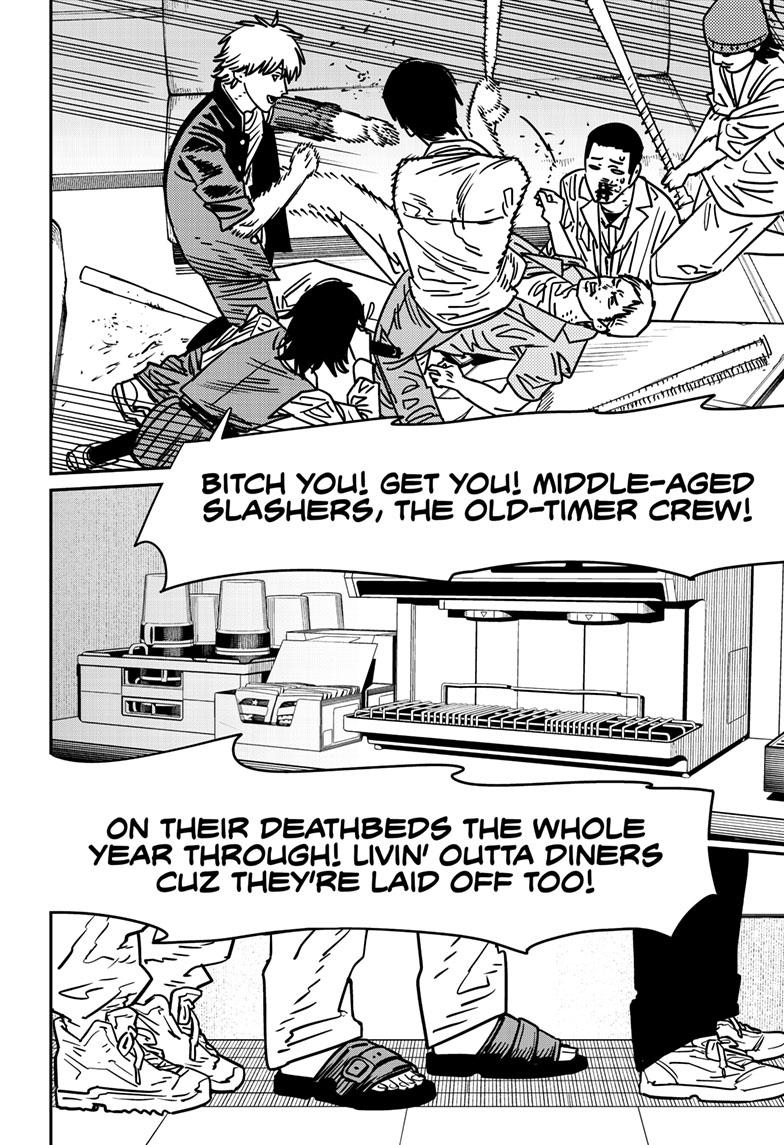 BITCH YOU! GET YOU! MIDDLE-AGED
SLASHERS, THE OLD-TIMER CREW!
ON THEIR DEATHBEDS THE WHOLE
YEAR THROUGH! LIVIN' OUTTA DINERS
CUZ THEY'RE LAID OFF TOO!